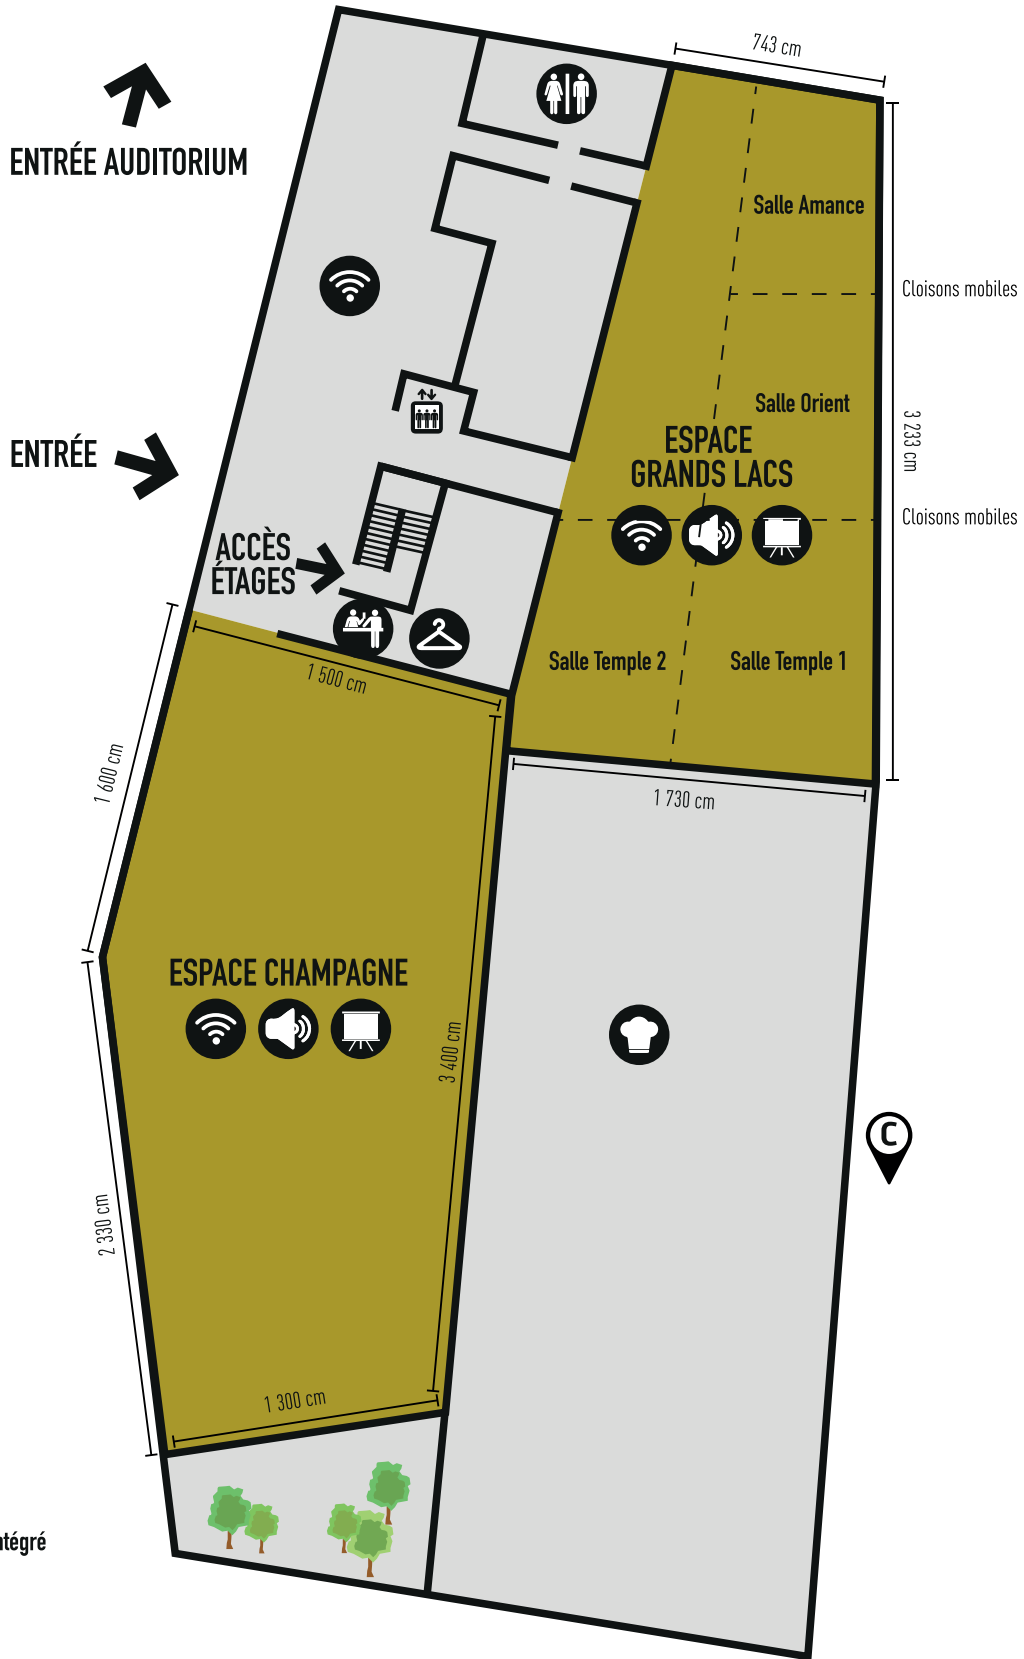 743 cm
ENTRÉE AUDITORIUM
Salle Amance
Cloisons mobiles
Salle Orient
3 233 cm
ENTRÉE
ESPACE
GRANDS LACS
Cloisons mobiles
ACCÈS
ÉTAGES
Salle Temple 2
Salle Temple 1
1 500 cm
1 600 cm
1 730 cm
ESPACE CHAMPAGNE
3 400 cm
C
2 330 cm
1 300 cm
ntégré